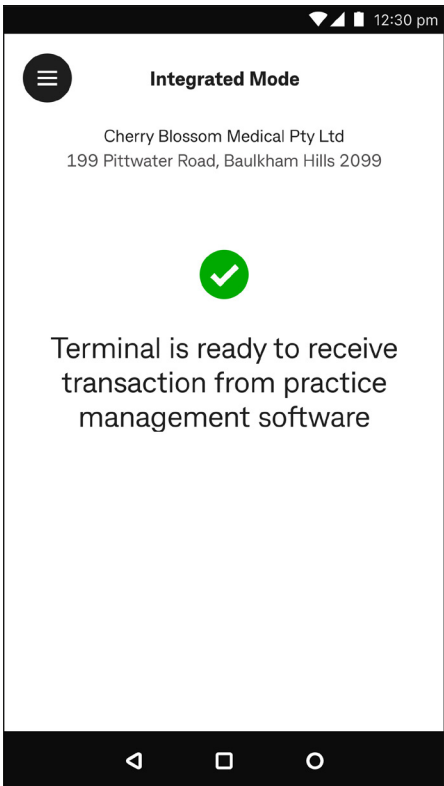 12:30 pm
Integrated Mode
Cherry Blossom Medical Pty Ltd
199 Pittwater Road, Baulkham Hills 2099
Terminal is ready to receive
transaction from practice
management software